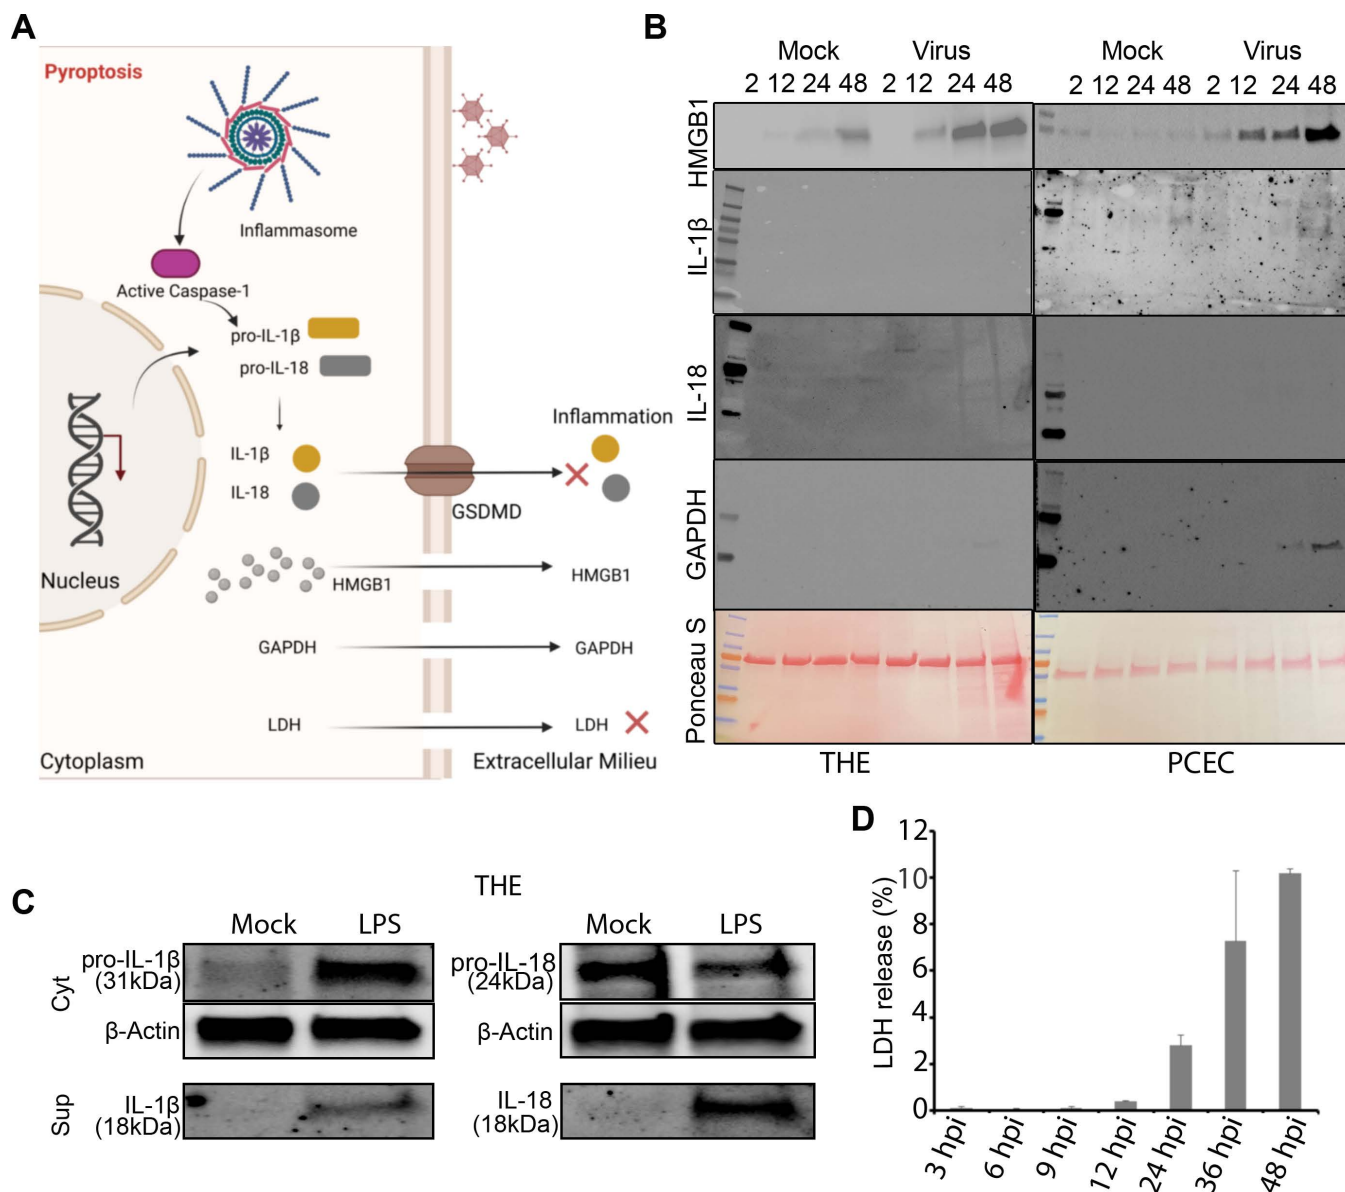 A
Pyroptosis
Inflammasome
Active Caspase-1
pro-IL-1β
pro-IL-18
Inflammation
IL-1β
IL-18
GSDMD
Nucleus
HMGB1
HMGB1
GAPDH
GAPDH
LDH
LDH
Cytoplasm
Extracellular Milieu
B
Mock Virus Mock Virus
2 12 24 48 2 12 24 48 2 12 24 48 2 12 24 48
HMGB1
IL-1β
IL-18
GAPDH
Ponceau S
THE PCEC
C
THE
Mock LPS Mock LPS
Cyt
pro-IL-1β
(31kDa)
pro-IL-18
(24kDa)
β-Actin
β-Actin
Sup
IL-1β
(18kDa)
IL-18
(18kDa)
D
LDH release (%)
12
10
8
6
4
2
0
3 hpi 6 hpi 9 hpi 12 hpi 24 hpi 36 hpi 48 hpi